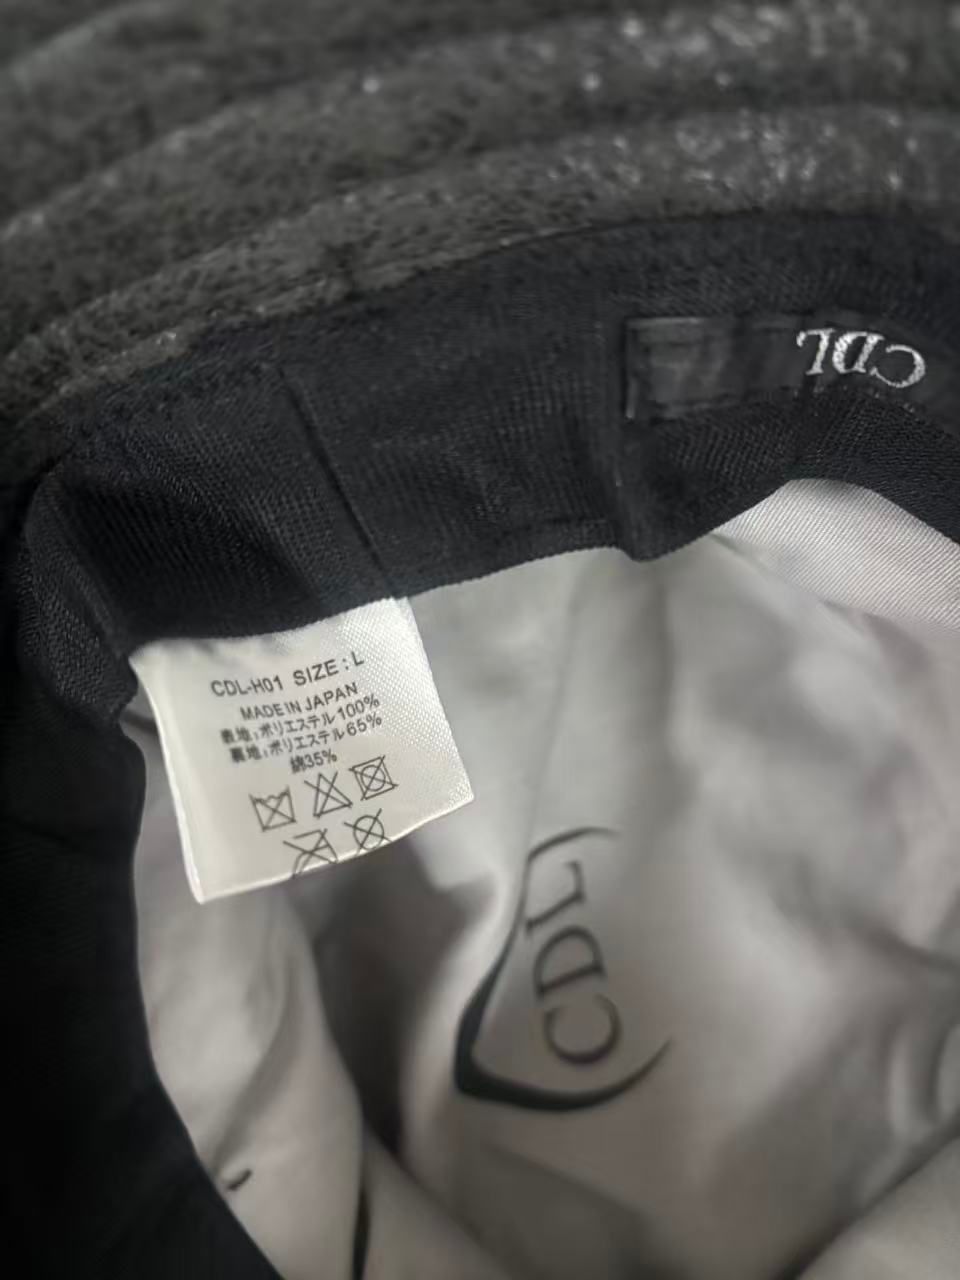 CDL
CDL-H01 SIZE : L
MADE IN JAPAN
表地:ポリエステル100%
裏地:ポリエステル65%
綿35%
CDL